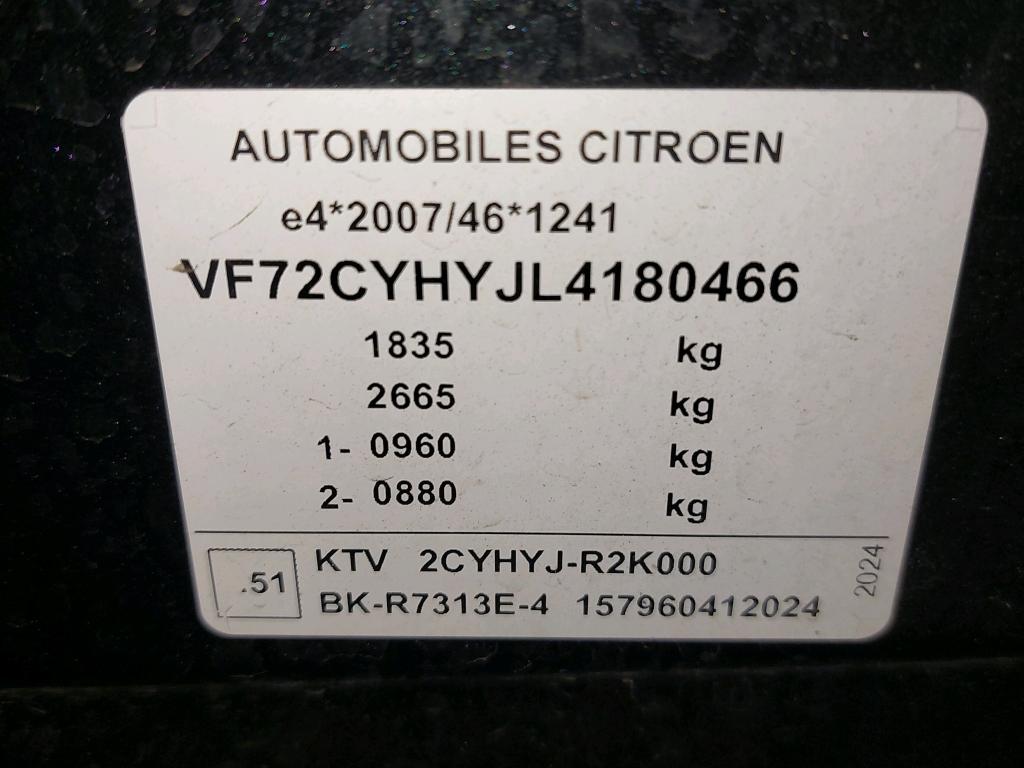 AUTOMOBILES CITROEN
e4*2007/46*1241
VF72CYHYJL4180466
1835 kg
2665 kg
1- 0960 kg
2- 0880 kg
.51
KTV 2CYHYJ-R2K000
BK-R7313E-4 157960412024
2024